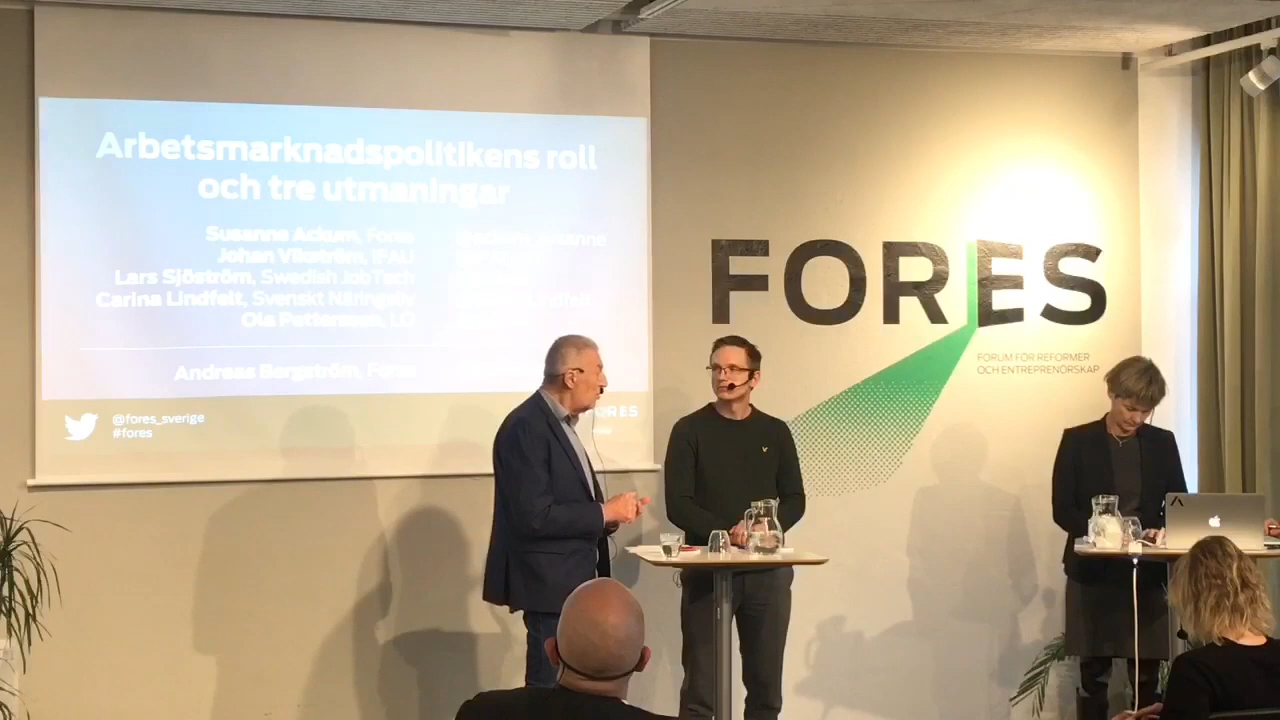 Arbetsmarknadspolitikens roll
och tre utmaningar
Susanne Ackum, Fores
Johan Vikström, IFAU
Lars Sjöström, Swedish JobTech
Carina Lindfelt, Svenskt Näringsliv
Ola Pettersson, LO
Andreas Bergström, Fores
@fores_sverige
#fores
FORES
FORUM FÖR REFORMER
OCH ENTREPRENÖRSKAP